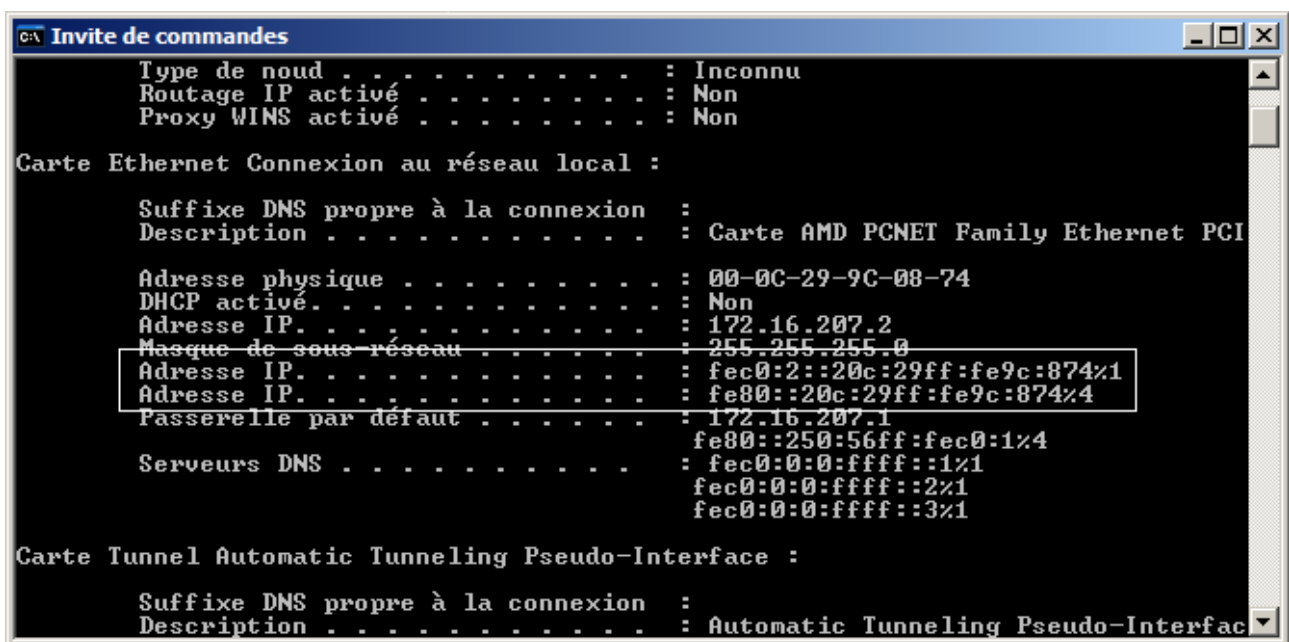 Invite de commandes
Type de noud . . . . . . . . . . . : Inconnu
Routage IP activé . . . . . . . . : Non
Proxy WINS activé . . . . . . . . : Non
Carte Ethernet Connexion au réseau local :
Suffixe DNS propre à la connexion :
Description . . . . . . . . . . . : Carte AMD PCNET Family Ethernet PCI
Adresse physique . . . . . . . . . : 00-0C-29-9C-08-74
DHCP activé. . . . . . . . . . . . : Non
Adresse IP. . . . . . . . . . . . : 172.16.207.2
Masque de sous-réseau . . . . . . : 255.255.255.0
Adresse IP. . . . . . . . . . . . : fec0:2::20c:29ff:fe9c:874%1
Adresse IP. . . . . . . . . . . . : fe80::20c:29ff:fe9c:874%4
Passerelle par défaut . . . . . . : 172.16.207.1
fe80::250:56ff:fec0:1%4
Serveurs DNS . . . . . . . . . . : fec0:0:0:ffff::1%1
fec0:0:0:ffff::2%1
fec0:0:0:ffff::3%1
Carte Tunnel Automatic Tunneling Pseudo-Interface :
Suffixe DNS propre à la connexion :
Description . . . . . . . . . . . : Automatic Tunneling Pseudo-Interfac